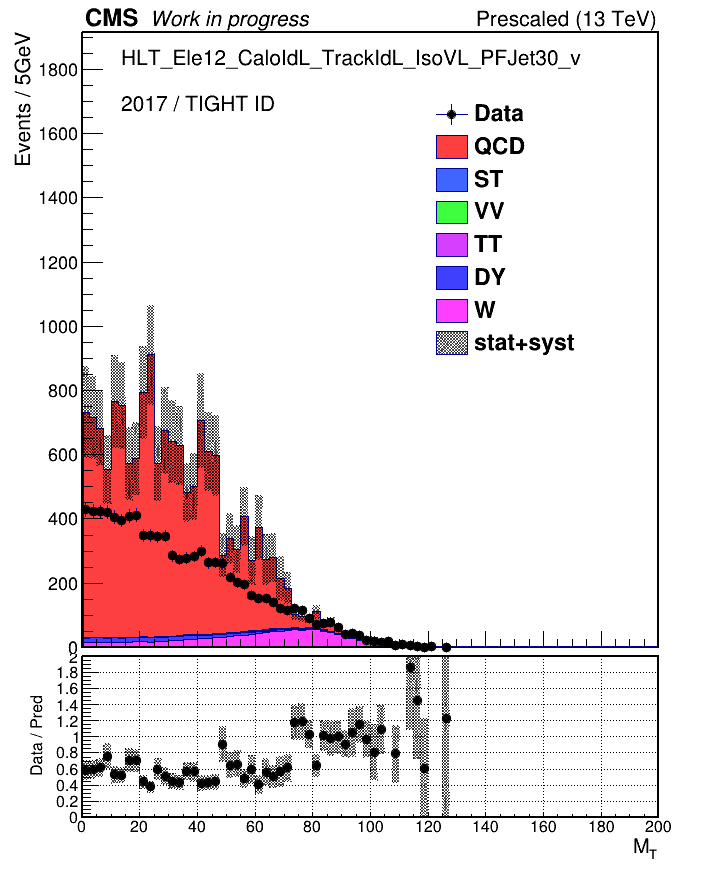 CMS Work in progress Prescaled (13 TeV)
Events / 5GeV
HLT_Ele12_CaloIdL_TrackIdL_IsoVL_PFJet30_v
2017 / TIGHT ID
Data
QCD
ST
VV
TT
DY
W
stat+syst
1800
1600
1400
1200
1000
800
600
400
200
0
Data / Pred
2
1.8
1.6
1.4
1.2
1
0.8
0.6
0.4
0.2
0
0 20 40 60 80 100 120 140 160 180 200
M_T